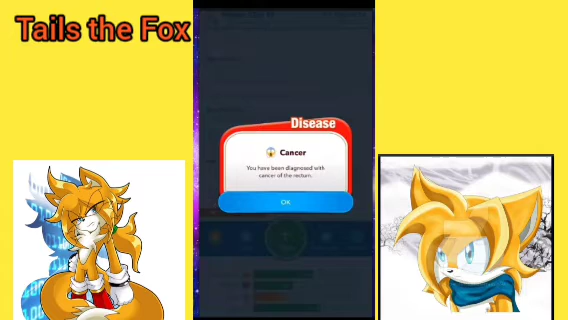 Tails the Fox
Disease
Cancer
You have been diagnosed with
cancer of the rectum.
OK